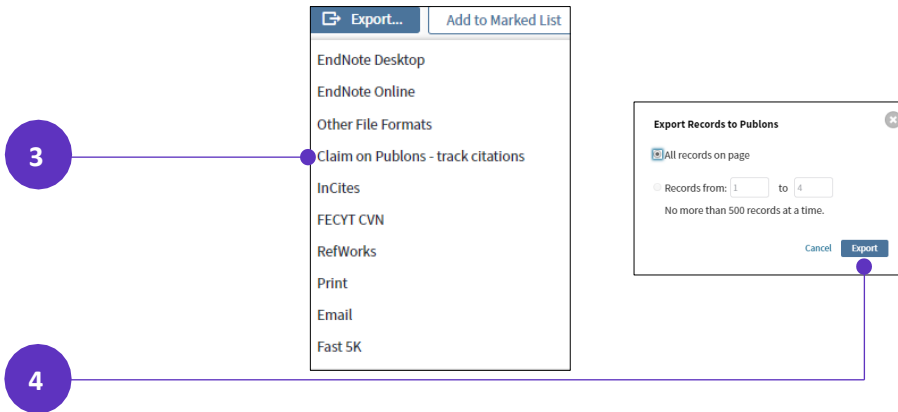 Export...
Add to Marked List
EndNote Desktop
EndNote Online
Other File Formats
3
Claim on Publons - track citations
InCites
FECYT CVN
RefWorks
Print
Email
Fast 5K
Export Records to Publons
All records on page
Records from: 1 to 4
No more than 500 records at a time.
Cancel Export
4